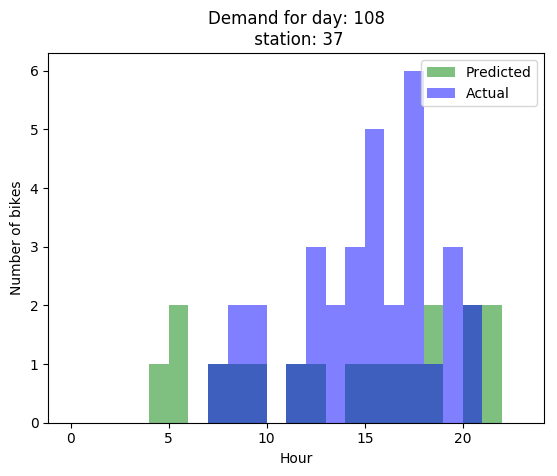 Demand for day: 108
station: 37
Predicted
Actual
6
5
4
3
2
1
0
Number of bikes
0 5 10 15 20
Hour